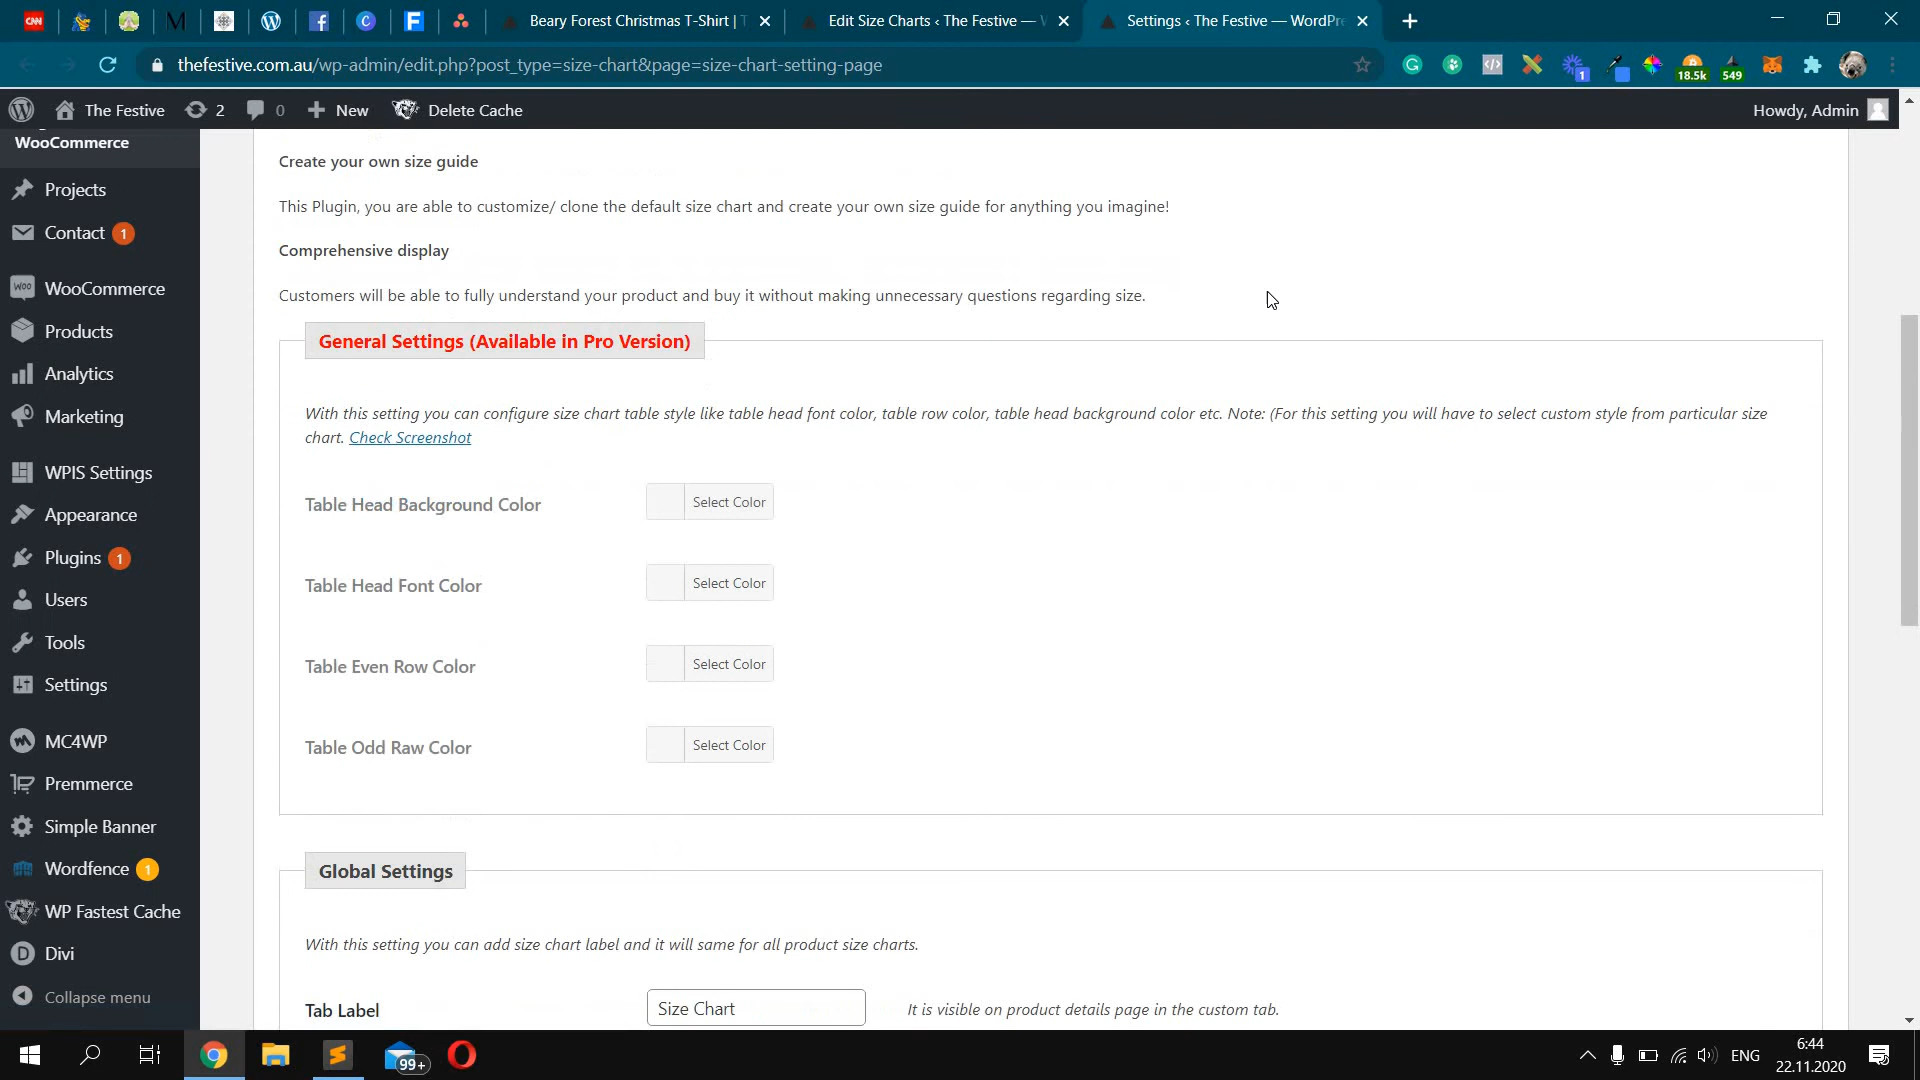 CNN
M
Beary Forest Christmas T-Shirt | T
Edit Size Charts ‹ The Festive — W
Settings ‹ The Festive — WordPre
thefestive.com.au/wp-admin/edit.php?post_type=size-chart&page=size-chart-setting-page
1
18.5k
549
The Festive
2
0
New
Delete Cache
Howdy, Admin
WooCommerce
Projects
Contact 1
WooCommerce
Products
Analytics
Marketing
WPIS Settings
Appearance
Plugins 1
Users
Tools
Settings
MC4WP
Premmerce
Simple Banner
Wordfence 1
WP Fastest Cache
Divi
Collapse menu
Create your own size guide
This Plugin, you are able to customize/ clone the default size chart and create your own size guide for anything you imagine!
Comprehensive display
Customers will be able to fully understand your product and buy it without making unnecessary questions regarding size.
General Settings (Available in Pro Version)
With this setting you can configure size chart table style like table head font color, table row color, table head background color etc. Note: (For this setting you will have to select custom style from particular size
chart. Check Screenshot
Table Head Background Color
Select Color
Table Head Font Color
Select Color
Table Even Row Color
Select Color
Table Odd Raw Color
Select Color
Global Settings
With this setting you can add size chart label and it will same for all product size charts.
Tab Label
Size Chart
It is visible on product details page in the custom tab.
99+
ENG
6:44
22.11.2020